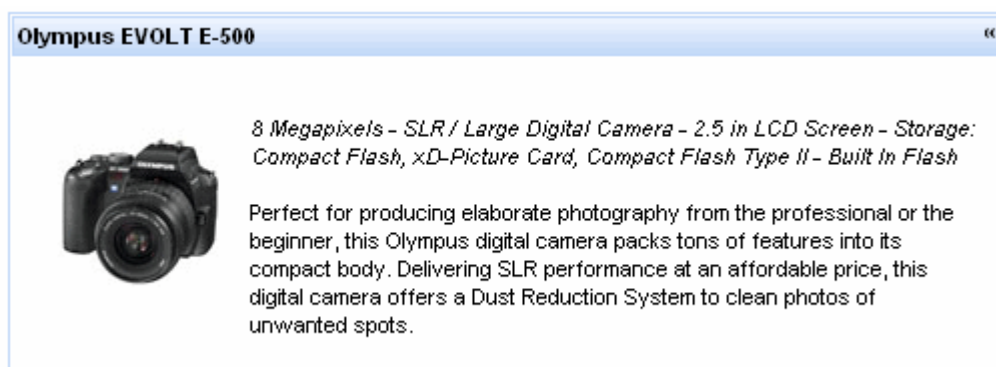 Olympus EVOLT E-500 «
8 Megapixels - SLR / Large Digital Camera - 2.5 in LCD Screen - Storage:
Compact Flash, xD-Picture Card, Compact Flash Type II - Built In Flash
OLYMPUS
Perfect for producing elaborate photography from the professional or the
beginner, this Olympus digital camera packs tons of features into its
compact body. Delivering SLR performance at an affordable price, this
digital camera offers a Dust Reduction System to clean photos of
unwanted spots.